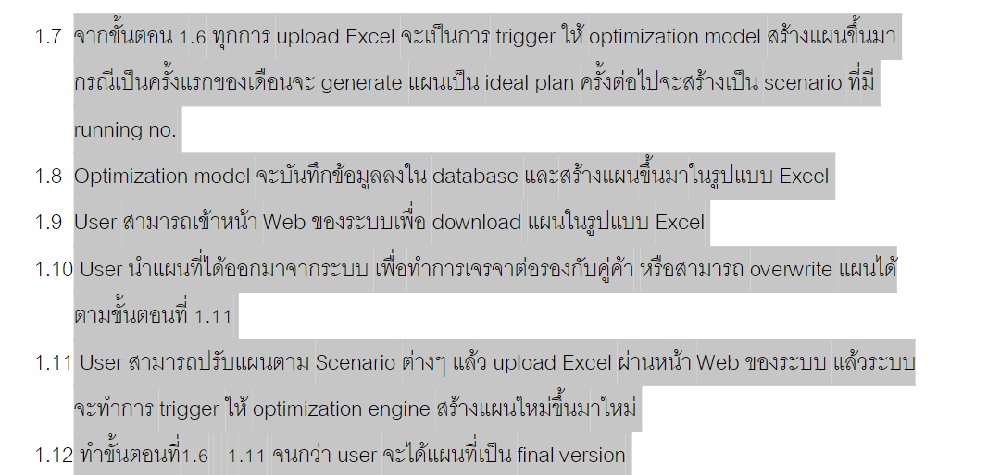 1.7 จากขั้นตอน 1.6 ทุกการ upload Excel จะเป็นการ trigger ให้ optimization model สร้างแผนขึ้นมา
กรณีเป็นครั้งแรกของเดือนจะ generate แผนเป็น ideal plan ครั้งต่อไปจะสร้างเป็น scenario ที่มี
running no.
1.8 Optimization model จะบันทึกข้อมูลลงใน database และสร้างแผนขึ้นมาในรูปแบบ Excel
1.9 User สามารถเข้าหน้า Web ของระบบเพื่อ download แผนในรูปแบบ Excel
1.10 User นำแผนที่ได้ออกมาจากระบบ เพื่อทำการเจรจาต่อรองกับคู่ค้า หรือสามารถ overwrite แผนได้
ตามขั้นตอนที่ 1.11
1.11 User สามารถปรับแผนตาม Scenario ต่างๆ แล้ว upload Excel ผ่านหน้า Web ของระบบ แล้วระบบ
จะทำการ trigger ให้ optimization engine สร้างแผนใหม่ขึ้นมาใหม่
1.12 ทำขั้นตอนที่1.6 - 1.11 จนกว่า user จะได้แผนที่เป็น final version